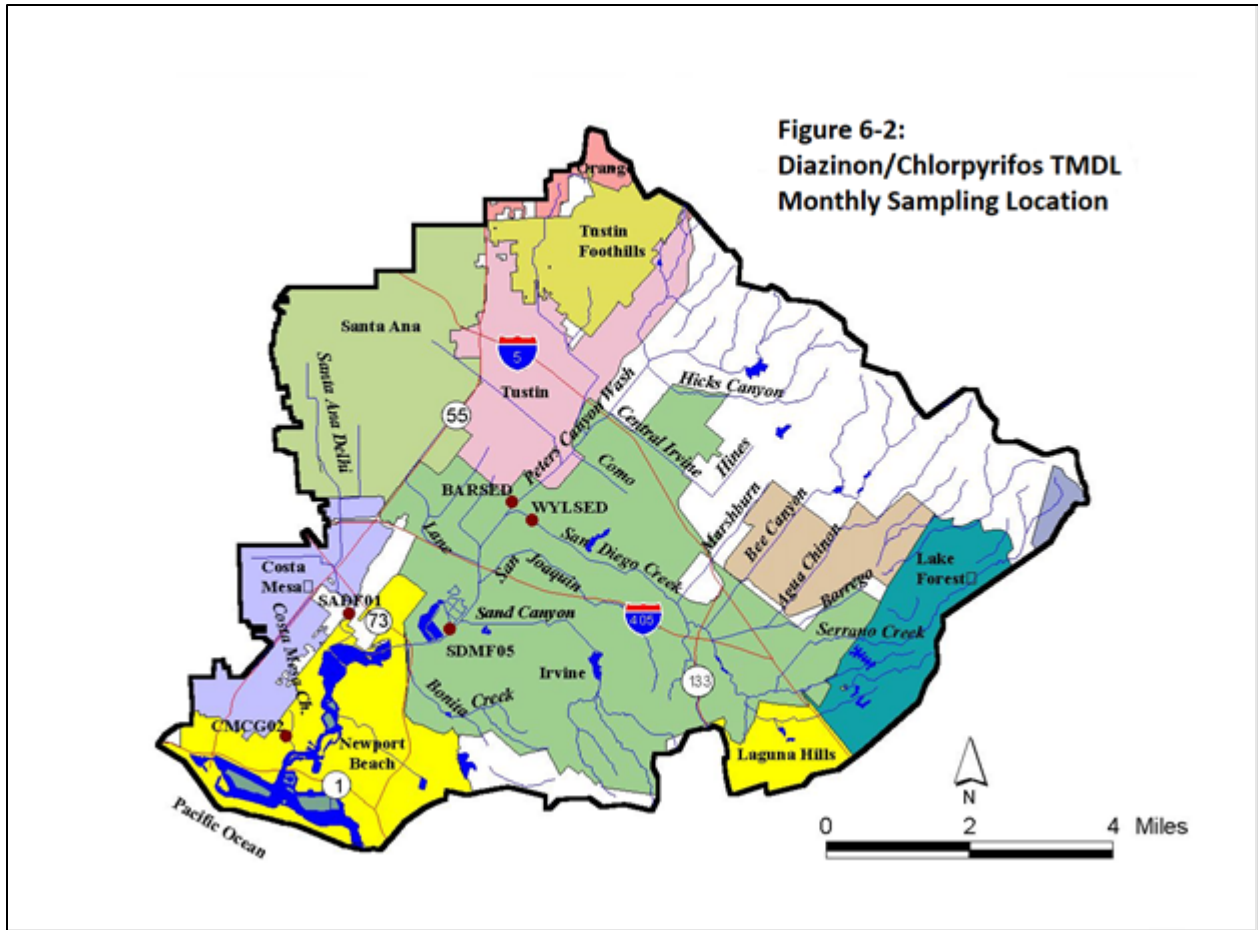 Figure 6-2:
Diazinon/Chlorpyrifos TMDL
Monthly Sampling Location
Orange
Tustin
Foothills
Santa Ana
5
Tustin
Santa Ana Delhi
55
Peters Canyon Wash
Hicks Canyon
Central Irvine
Hines
Como
BARSED
WYLSED
Lane
San Diego Creek
Marshburn
Bee Canyon
Agua Chinon
Barrego
Lake
Forest
Costa
Mesa
SADF01
73
Costa Mesa Ch.
San Joaquin
Sand Canyon
405
Serrano Creek
SDMF05
Irvine
133
Bonita Creek
CMCG02
Newport
Beach
Laguna Hills
1
Pacific Ocean
N
0 2 4 Miles